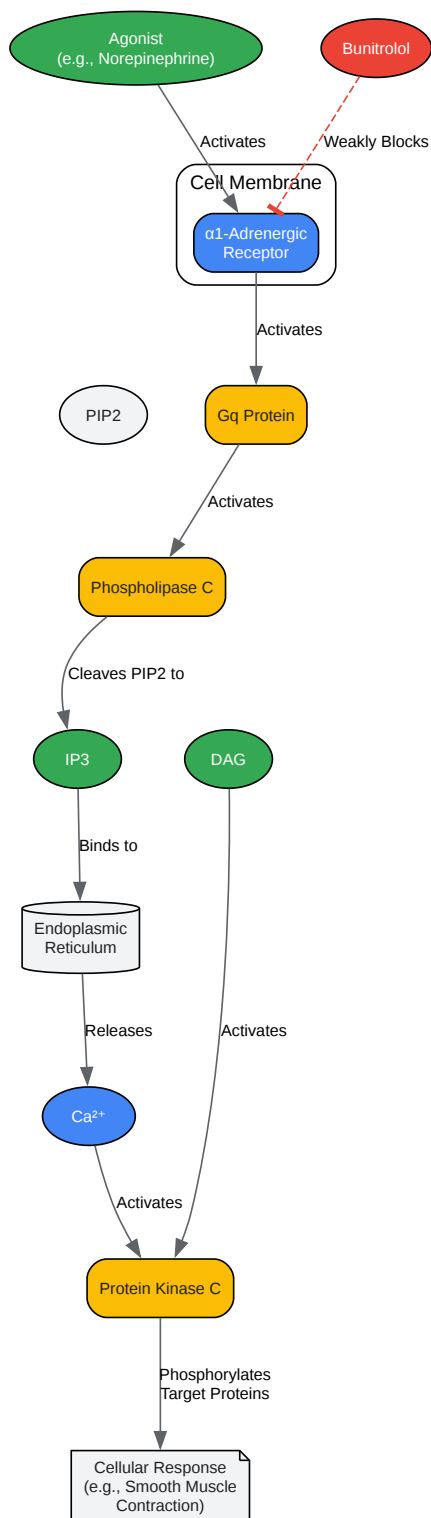 Agonist
(e.g., Norepinephrine)
Bunitrolol
Activates
Weakly Blocks
Cell Membrane
α1-Adrenergic
Receptor
Activates
PIP2
Gq Protein
Activates
Phospholipase C
Cleaves PIP2 to
IP3
DAG
Binds to
Endoplasmic
Reticulum
Releases
Activates
Ca²⁺
Activates
Protein Kinase C
Phosphorylates
Target Proteins
Cellular Response
(e.g., Smooth Muscle
Contraction)